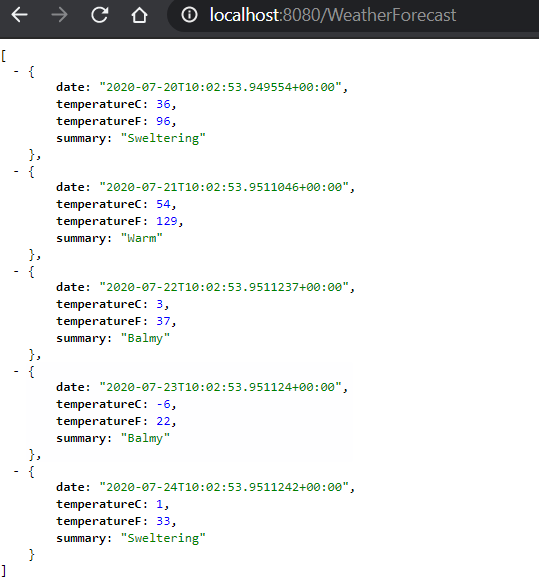 localhost:8080/WeatherForecast
[
- {
date: "2020-07-20T10:02:53.949554+00:00",
temperatureC: 36,
temperatureF: 96,
summary: "Sweltering"
},
- {
date: "2020-07-21T10:02:53.9511046+00:00",
temperatureC: 54,
temperatureF: 129,
summary: "Warm"
},
- {
date: "2020-07-22T10:02:53.9511237+00:00",
temperatureC: 3,
temperatureF: 37,
summary: "Balmy"
},
- {
date: "2020-07-23T10:02:53.951124+00:00",
temperatureC: -6,
temperatureF: 22,
summary: "Balmy"
},
- {
date: "2020-07-24T10:02:53.9511242+00:00",
temperatureC: 1,
temperatureF: 33,
summary: "Sweltering"
}
]